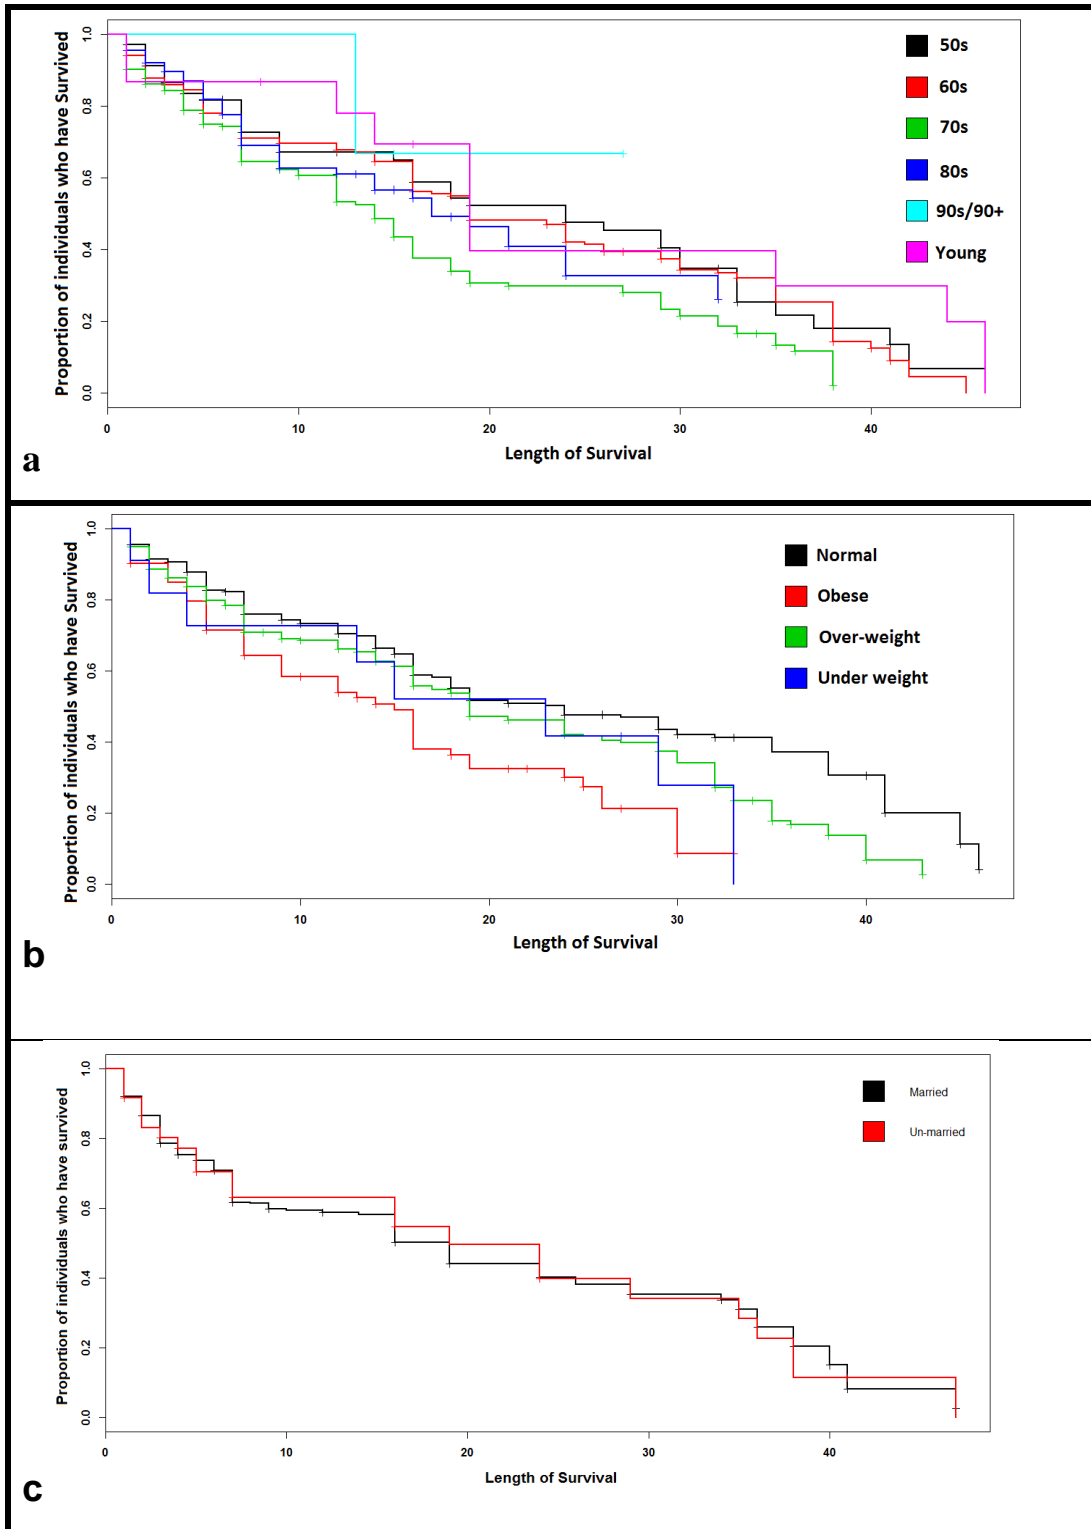 Proportion of individuals who have Survived
1.0
0.8
0.6
0.4
0.2
0.0
50s
60s
70s
80s
90s/90+
Young
0 10 20 30 40
Length of Survival
a
Proportion of individuals who have Survived
1.0
0.8
0.6
0.4
0.2
0.0
Normal
Obese
Over-weight
Under weight
0 10 20 30 40
Length of Survival
b
Proportion of individuals who have survived
1.0
0.8
0.6
0.4
0.2
0.0
Married
Un-married
0 10 20 30 40
Length of Survival
c